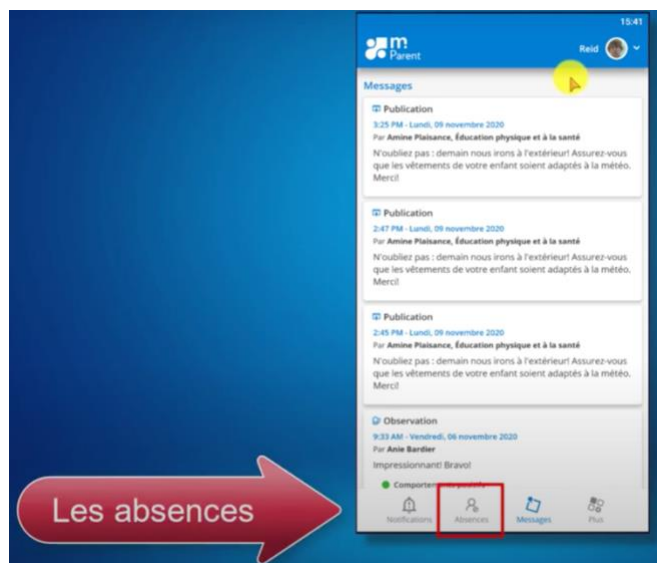 15:41
m
Parent
Reid
Messages
Publication
3:25 PM - Lundi, 09 novembre 2020
Par Amine Plaisance, Éducation physique et à la santé
N'oubliez pas : demain nous irons à l'extérieur! Assurez-vous
que les vêtements de votre enfant soient adaptés à la météo.
Merci!
Publication
2:47 PM - Lundi, 09 novembre 2020
Par Amine Plaisance, Éducation physique et à la santé
N'oubliez pas : demain nous irons à l'extérieur! Assurez-vous
que les vêtements de votre enfant soient adaptés à la météo.
Merci!
Publication
2:45 PM - Lundi, 09 novembre 2020
Par Amine Plaisance, Éducation physique et à la santé
N'oubliez pas : demain nous irons à l'extérieur! Assurez-vous
que les vêtements de votre enfant soient adaptés à la météo.
Merci!
Observation
9:33 AM - Vendredi, 06 novembre 2020
Par Anie Bardier
Impressionnant! Bravo!
Comportement positif
Les absences
Notifications
Absences
Messages
Plus